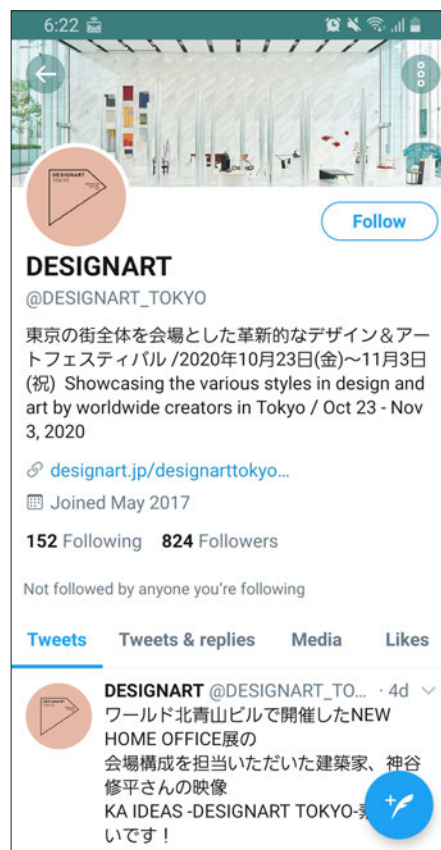 6:22
DESIGNART
TOKYO
Follow
DESIGNART
@DESIGNART_TOKYO
東京の街全体を会場とした革新的なデザイン＆アー
トフェスティバル /2020年10月23日(金)〜11月3日
(祝) Showcasing the various styles in design and
art by worldwide creators in Tokyo / Oct 23 - Nov
3, 2020
designart.jp/designarttokyo…
Joined May 2017
152 Following 824 Followers
Not followed by anyone you're following
Tweets Tweets & replies Media Likes
DESIGNART @DESIGNART_TO… · 4d
ワールド北青山ビルで開催したNEW
HOME OFFICE展の
会場構成を担当いただいた建築家、神谷
修平さんの映像
KA IDEAS -DESIGNART TOKYO-
いです！